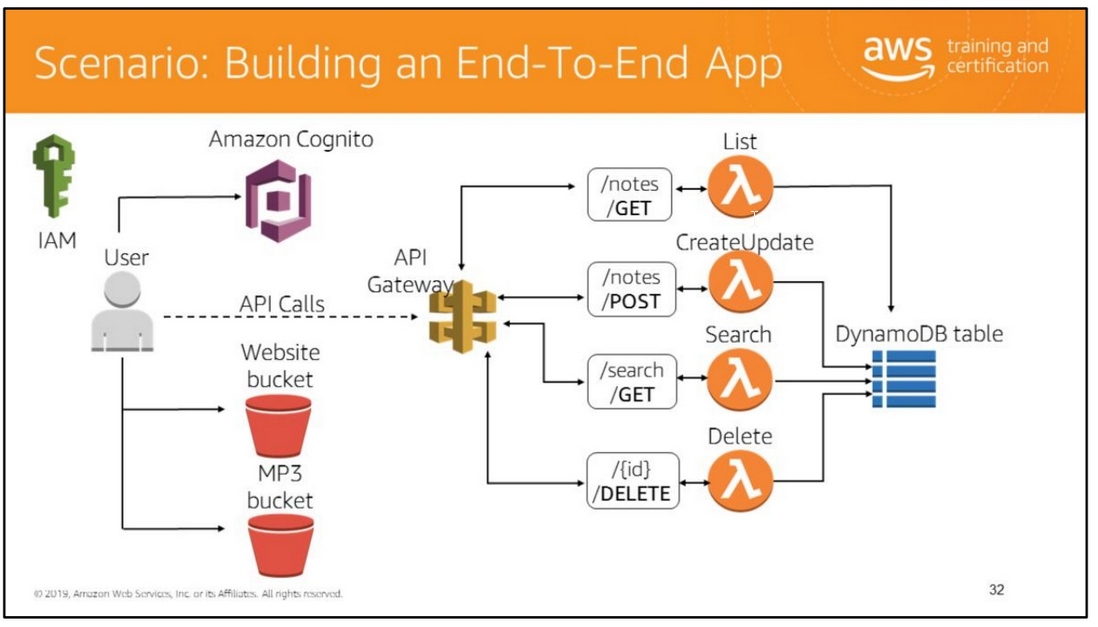 Scenario: Building an End-To-End App
aws training and
certification
IAM
Amazon Cognito
User
API Calls
Website
bucket
MP3
bucket
API
Gateway
/notes
/GET
List
/notes
/POST
CreateUpdate
/search
/GET
Search
/{id}
/DELETE
Delete
DynamoDB table
© 2019, Amazon Web Services, Inc. or its Affiliates. All rights reserved.
32